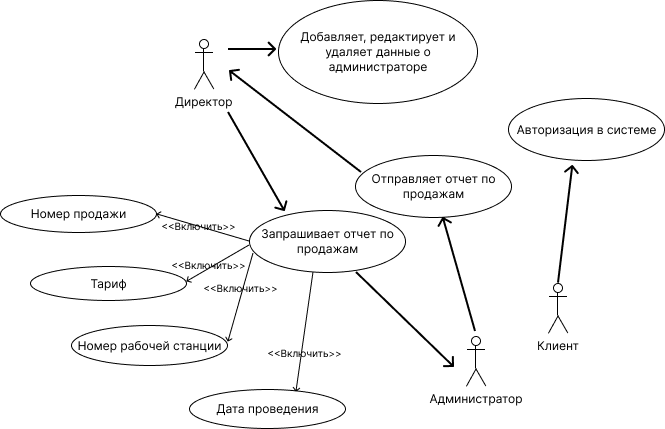 Добавляет, редактирует и
удаляет данные о
администраторе
Директор
Авторизация в системе
Отправляет отчет по
продажам
Номер продажи
<<Включить>>
Запрашивает отчет по
продажам
<<Включить>>
Тариф
<<Включить>>
Номер рабочей станции
<<Включить>>
Клиент
Администратор
Дата проведения